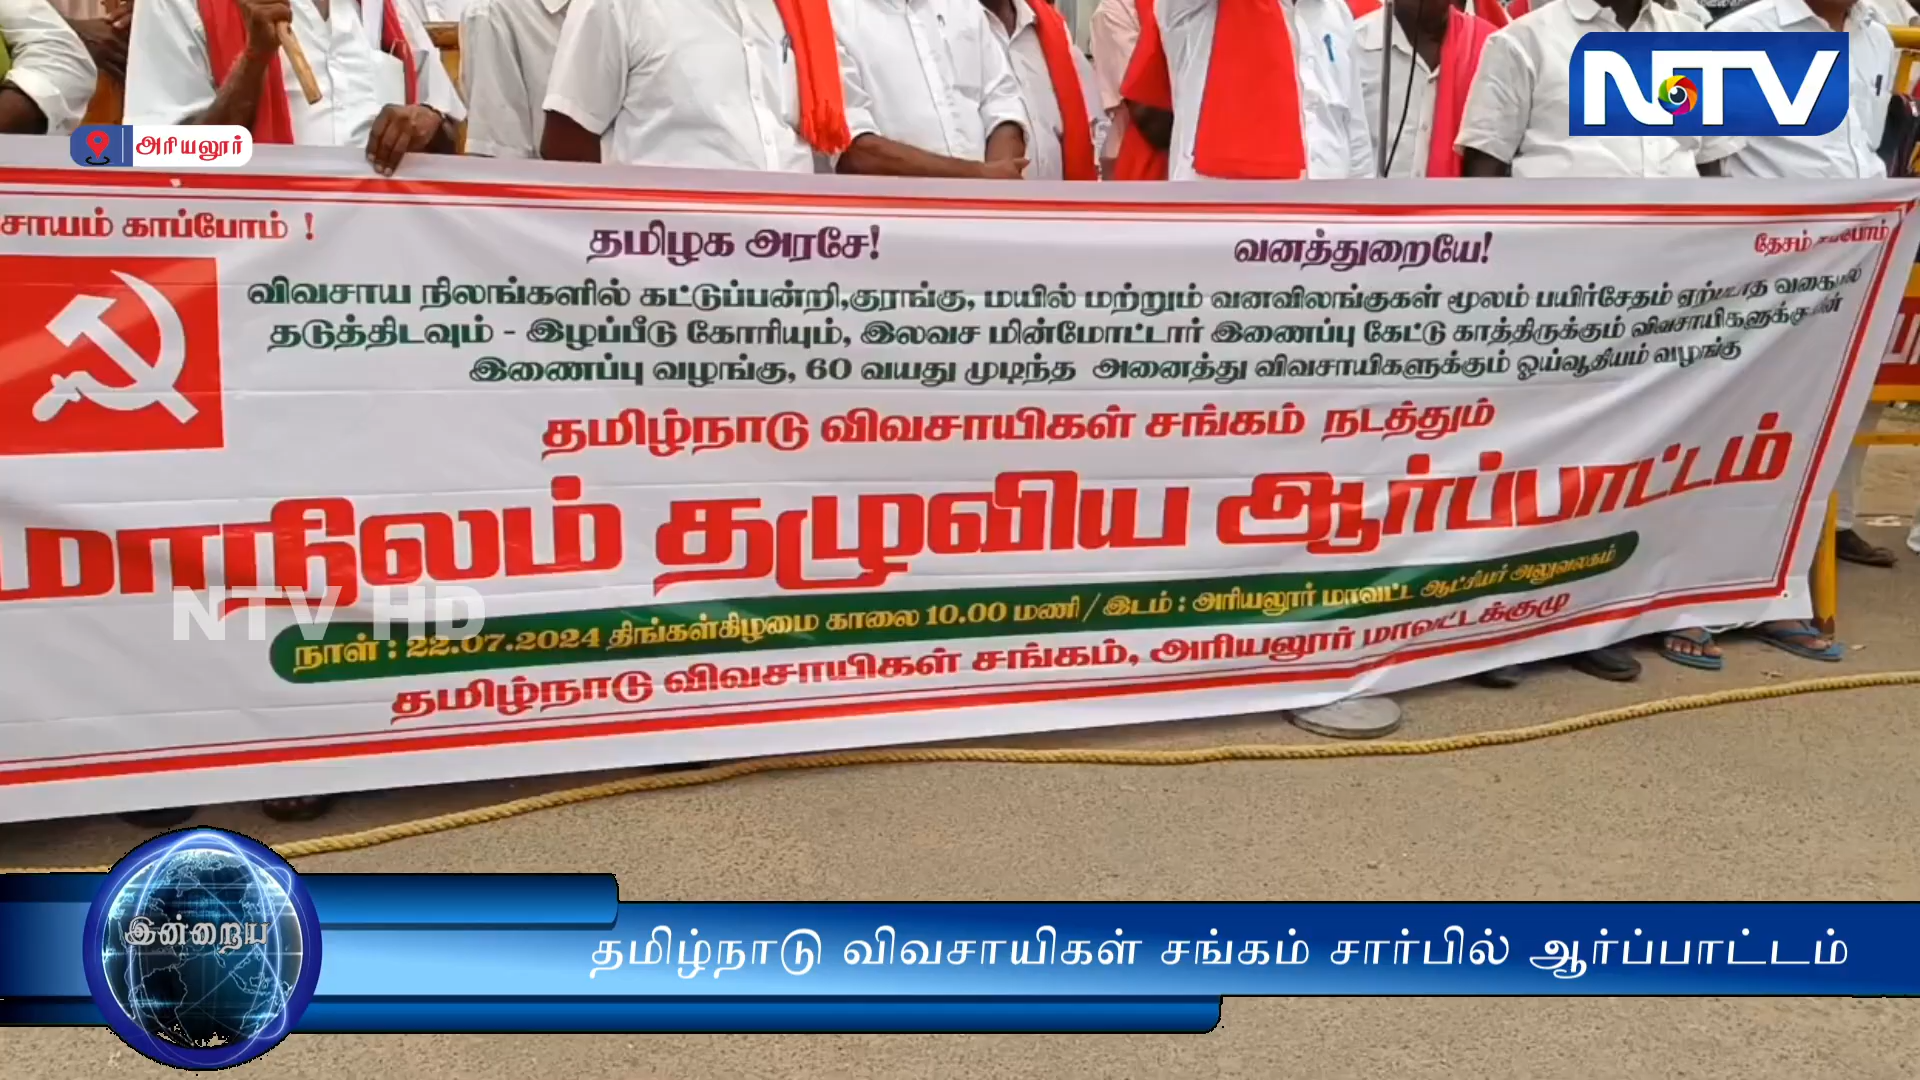 NTV
அரியலூர்
சாயம் காப்போம் !
தமிழக அரசே!
வனத்துறையே!
தேசம்
விவசாய நிலங்களில் கட்டுப்பன்றி,குரங்கு, மயில் மற்றும் வனவிலங்குகள் மூலம் பயிர்சேதம்
தடுத்திடவும் - இழப்பீடு கோரியும், இலவச மின்மோட்டார் இணைப்பு கேட்டு காத்திருக்கும்
இணைப்பு வழங்கு, 60 வயது முடிந்த அனைத்து விவசாயிகளுக்கும் ஓய்வூதியம் வழங்கு
தமிழ்நாடு விவசாயிகள் சங்கம் நடத்தும்
மாநிலம் தழுவிய ஆர்ப்பாட்டம்
நாள் : 22.07.2024 திங்கள்கிழமை காலை 10.00 மணி / இடம் : அரியலூர் மாவட்ட ஆட்சியர் அலுவலகம்
தமிழ்நாடு விவசாயிகள் சங்கம், அரியலூர் மாவட்டக்குழு
NTV HD
இன்றைய
தமிழ்நாடு விவசாயிகள் சங்கம் சார்பில் ஆர்ப்பாட்டம்